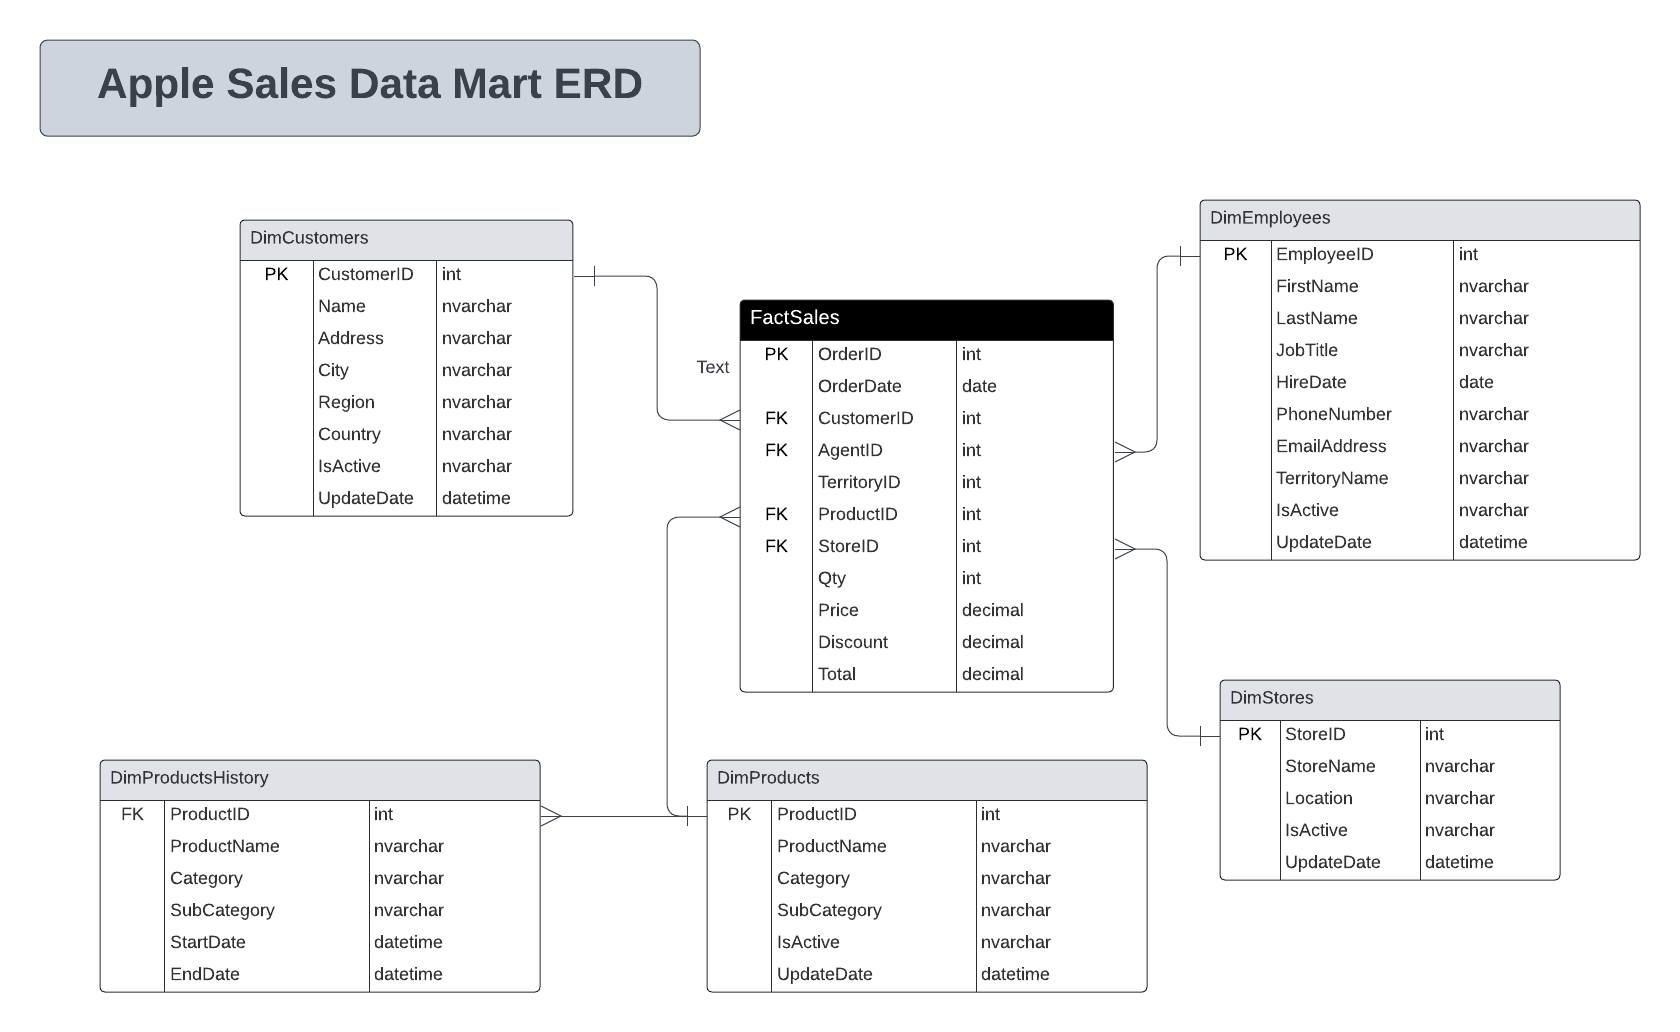 Apple Sales Data Mart ERD
DimCustomers
PK CustomerID int
Name nvarchar
Address nvarchar
City nvarchar
Region nvarchar
Country nvarchar
IsActive nvarchar
UpdateDate datetime
Text
FactSales
PK OrderID int
OrderDate date
FK CustomerID int
FK AgentID int
TerritoryID int
FK ProductID int
FK StoreID int
Qty int
Price decimal
Discount decimal
Total decimal
DimEmployees
PK EmployeeID int
FirstName nvarchar
LastName nvarchar
JobTitle nvarchar
HireDate date
PhoneNumber nvarchar
EmailAddress nvarchar
TerritoryName nvarchar
IsActive nvarchar
UpdateDate datetime
DimProductsHistory
FK ProductID int
ProductName nvarchar
Category nvarchar
SubCategory nvarchar
StartDate datetime
EndDate datetime
DimProducts
PK ProductID int
ProductName nvarchar
Category nvarchar
SubCategory nvarchar
IsActive nvarchar
UpdateDate datetime
DimStores
PK StoreID int
StoreName nvarchar
Location nvarchar
IsActive nvarchar
UpdateDate datetime